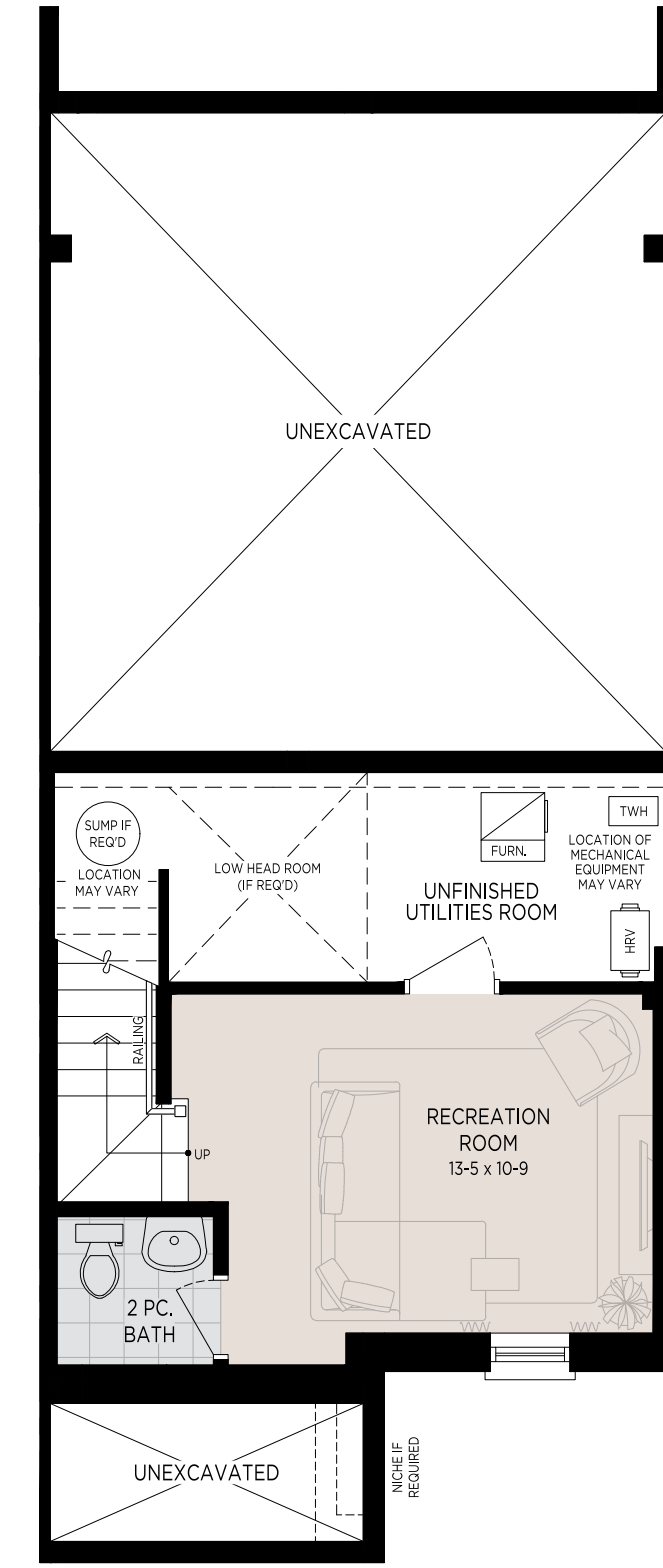 UNEXCAVATED
SUMP IF
REQ'D
LOCATION
MAY VARY
LOW HEAD ROOM
(IF REQ'D)
FURN.
TWH
LOCATION OF
MECHANICAL
EQUIPMENT
MAY VARY
UNFINISHED
UTILITIES ROOM
HRV
RAILING
UP
RECREATION
ROOM
13-5 x 10-9
2 PC.
BATH
UNEXCAVATED
NICHE IF
REQUIRED